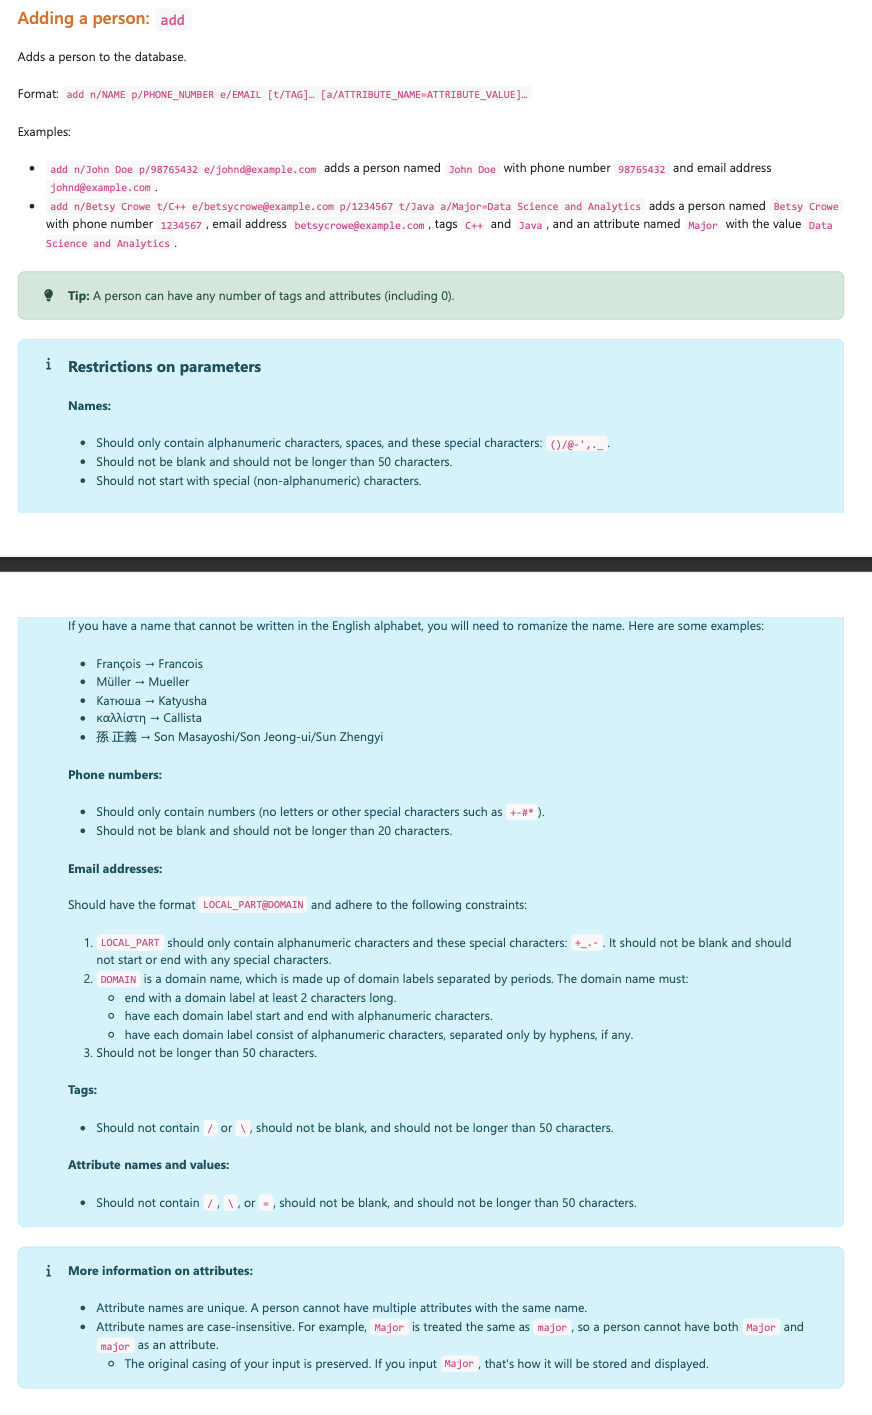 Adding a person: add
Adds a person to the database.
Format: add n/NAME p/PHONE_NUMBER e/EMAIL [t/TAG]… [a/ATTRIBUTE_NAME=ATTRIBUTE_VALUE]…
Examples:
• add n/John Doe p/98765432 e/johnd@example.com adds a person named John Doe with phone number 98765432 and email address
johnd@example.com .
• add n/Betsy Crowe t/C++ e/betsycrowe@example.com p/1234567 t/Java a/Major=Data Science and Analytics adds a person named Betsy Crowe
with phone number 1234567 , email address betsycrowe@example.com , tags C++ and Java , and an attribute named Major with the value Data
Science and Analytics .
Tip: A person can have any number of tags and attributes (including 0).
i Restrictions on parameters
Names:
• Should only contain alphanumeric characters, spaces, and these special characters: ()/@-',._ .
• Should not be blank and should not be longer than 50 characters.
• Should not start with special (non-alphanumeric) characters.
If you have a name that cannot be written in the English alphabet, you will need to romanize the name. Here are some examples:
• François → Francois
• Müller → Mueller
• Катюша → Katyusha
• καλλίστη → Callista
• 孫 正義 → Son Masayoshi/Son Jeong-ui/Sun Zhengyi
Phone numbers:
• Should only contain numbers (no letters or other special characters such as +-#* ).
• Should not be blank and should not be longer than 20 characters.
Email addresses:
Should have the format LOCAL_PART@DOMAIN and adhere to the following constraints:
1. LOCAL_PART should only contain alphanumeric characters and these special characters: +_.- . It should not be blank and should
not start or end with any special characters.
2. DOMAIN is a domain name, which is made up of domain labels separated by periods. The domain name must:
○ end with a domain label at least 2 characters long.
○ have each domain label start and end with alphanumeric characters.
○ have each domain label consist of alphanumeric characters, separated only by hyphens, if any.
3. Should not be longer than 50 characters.
Tags:
• Should not contain / or \ , should not be blank, and should not be longer than 50 characters.
Attribute names and values:
• Should not contain / , \ , or = , should not be blank, and should not be longer than 50 characters.
i More information on attributes:
• Attribute names are unique. A person cannot have multiple attributes with the same name.
• Attribute names are case-insensitive. For example, Major is treated the same as major , so a person cannot have both Major and
major as an attribute.
○ The original casing of your input is preserved. If you input Major , that's how it will be stored and displayed.